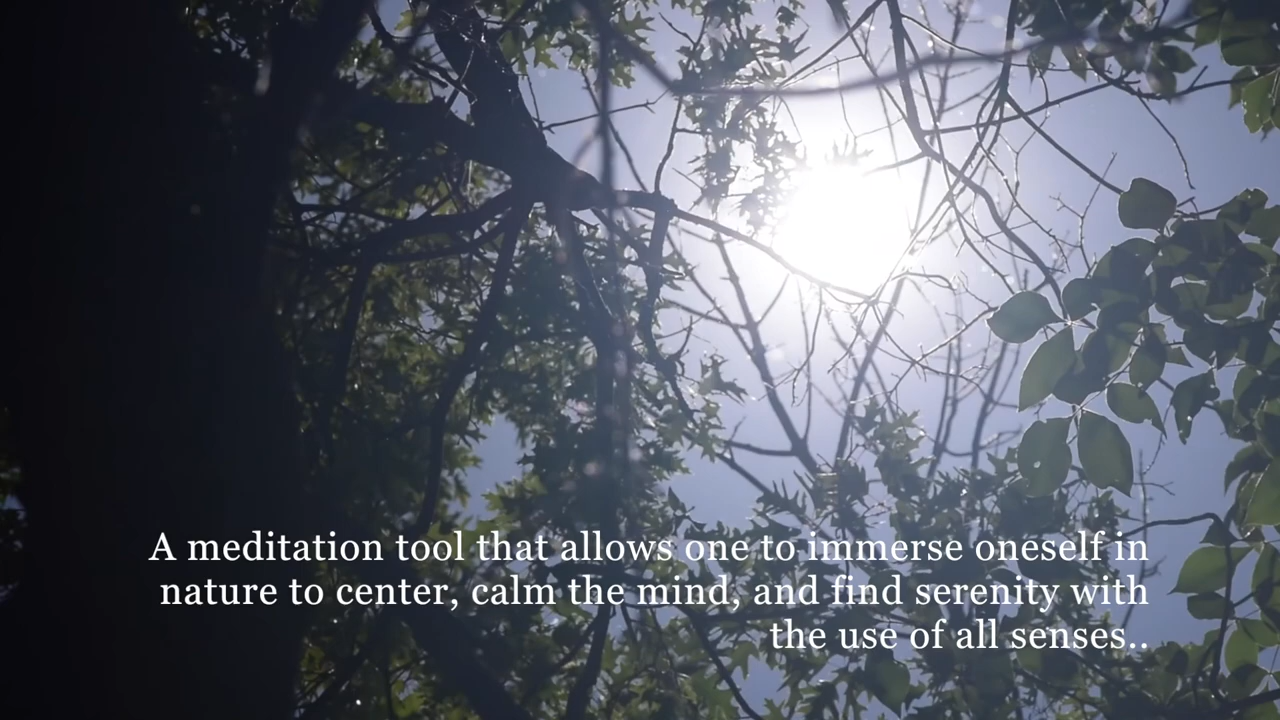 A meditation tool that allows one to immerse oneself in
nature to center, calm the mind, and find serenity with
the use of all senses..